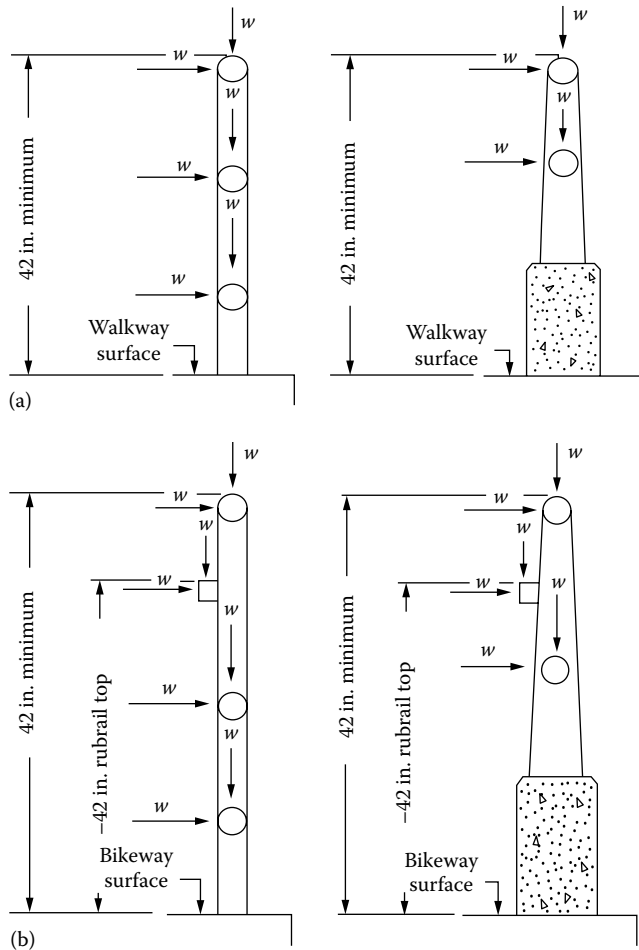 w
w
w
w
w
w
42 in. minimum
Walkway
surface
w
w
w
w
42 in. minimum
Walkway
surface
(a)
w
w
w
w
w
w
w
w
42 in. minimum
−42 in. rubrail top
Bikeway
surface
w
w
w
w
w
w
42 in. minimum
−42 in. rubrail top
Bikeway
surface
(b)